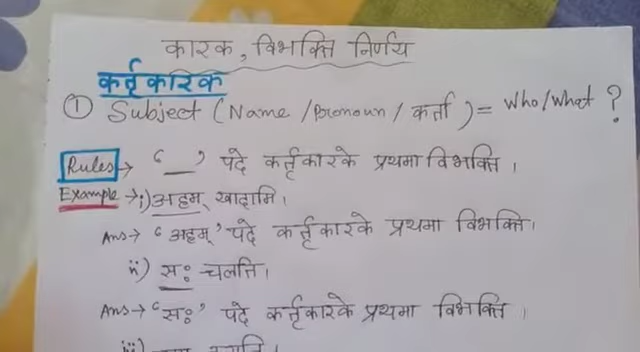 कारक, विभक्ति निर्णय
कर्तृकारक
① Subject (Name /Pronoun / कर्त्ता) = Who/What ?
Rules→ ‘__’ पदे कर्तृकारके प्रथमा विभक्ति ।
Example → i) अहम् खादामि ।
Ans→ ‘अहम्’ पदे कर्तृकारके प्रथमा विभक्ति ।
ii) सः चलति ।
Ans→ ‘सः’ पदे कर्तृकारके प्रथमा विभक्ति ।
iii)